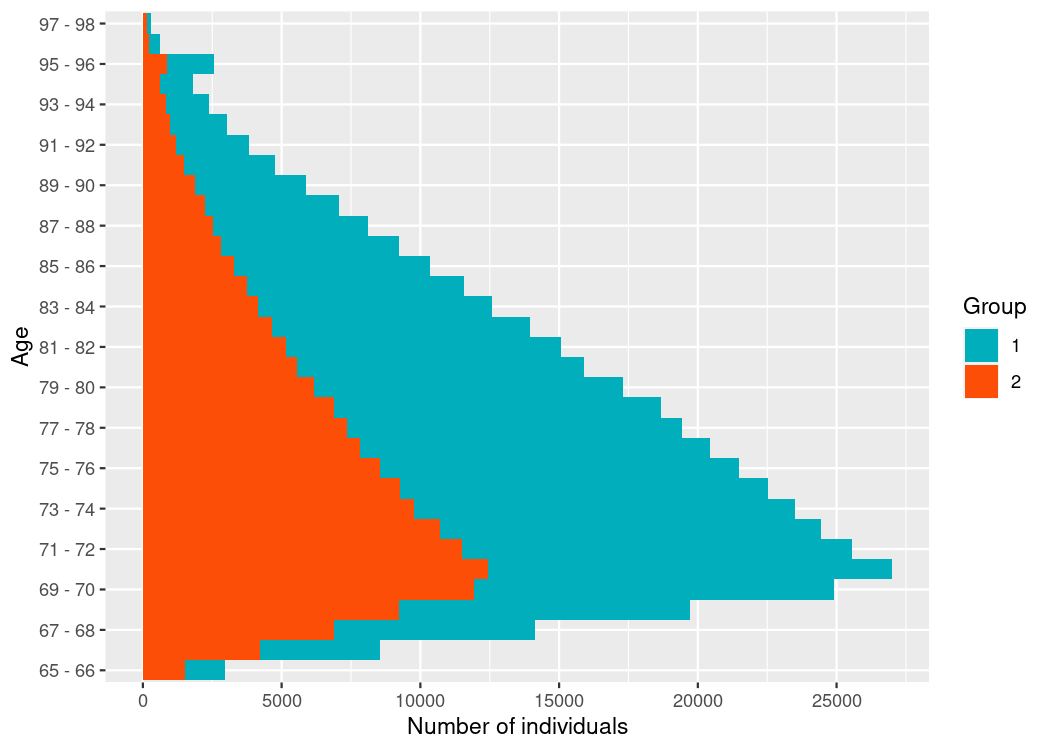 97 - 98
95 - 96
93 - 94
91 - 92
89 - 90
87 - 88
85 - 86
83 - 84
81 - 82
79 - 80
77 - 78
75 - 76
73 - 74
71 - 72
69 - 70
67 - 68
65 - 66
Age
0 5000 10000 15000 20000 25000
Number of individuals
Group
1
2